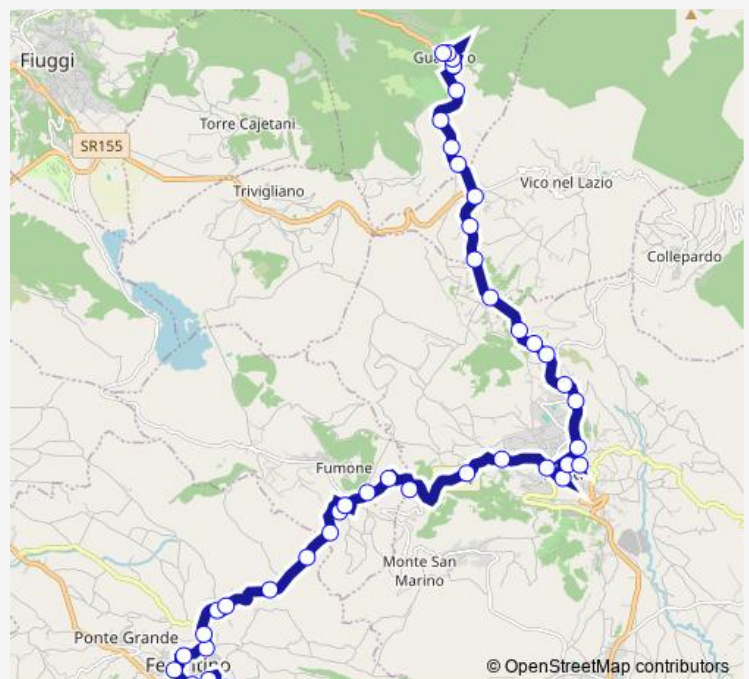 Fiuggi
SR155
Torre Cajetani
Trivigliano
Vico nel Lazio
Collepardo
Fumone
Monte San
Marino
Ponte Grande
© OpenStreetMap contributors